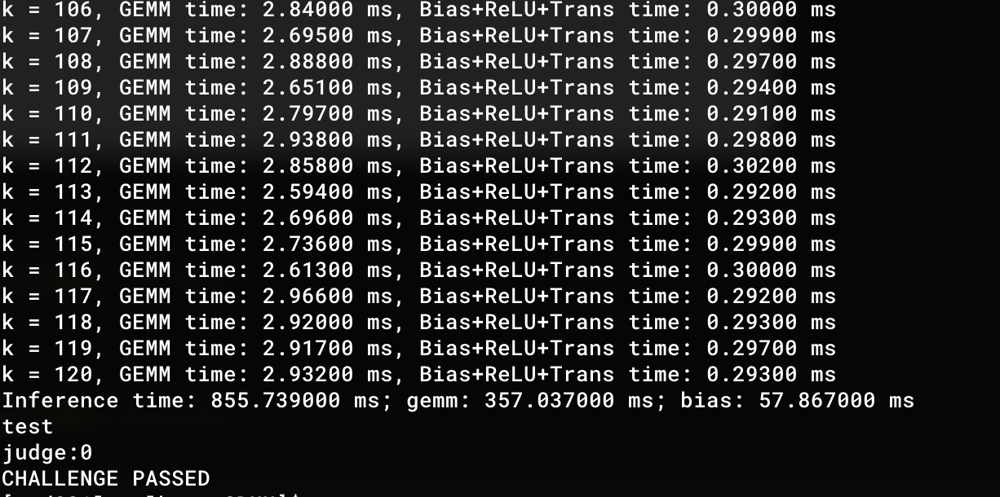 k = 106, GEMM time: 2.84000 ms, Bias+ReLU+Trans time: 0.30000 ms
k = 107, GEMM time: 2.69500 ms, Bias+ReLU+Trans time: 0.29900 ms
k = 108, GEMM time: 2.88800 ms, Bias+ReLU+Trans time: 0.29700 ms
k = 109, GEMM time: 2.65100 ms, Bias+ReLU+Trans time: 0.29400 ms
k = 110, GEMM time: 2.79700 ms, Bias+ReLU+Trans time: 0.29100 ms
k = 111, GEMM time: 2.93800 ms, Bias+ReLU+Trans time: 0.29800 ms
k = 112, GEMM time: 2.85800 ms, Bias+ReLU+Trans time: 0.30200 ms
k = 113, GEMM time: 2.59400 ms, Bias+ReLU+Trans time: 0.29200 ms
k = 114, GEMM time: 2.69600 ms, Bias+ReLU+Trans time: 0.29300 ms
k = 115, GEMM time: 2.73600 ms, Bias+ReLU+Trans time: 0.29900 ms
k = 116, GEMM time: 2.61300 ms, Bias+ReLU+Trans time: 0.30000 ms
k = 117, GEMM time: 2.96600 ms, Bias+ReLU+Trans time: 0.29200 ms
k = 118, GEMM time: 2.92000 ms, Bias+ReLU+Trans time: 0.29300 ms
k = 119, GEMM time: 2.91700 ms, Bias+ReLU+Trans time: 0.29700 ms
k = 120, GEMM time: 2.93200 ms, Bias+ReLU+Trans time: 0.29300 ms
Inference time: 855.739000 ms; gemm: 357.037000 ms; bias: 57.867000 ms
test
judge:0
CHALLENGE PASSED